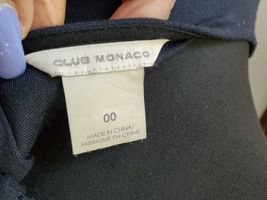 CLUB MONACO
00
MADE IN CHINA/
FABRIQUÉ EN CHINE